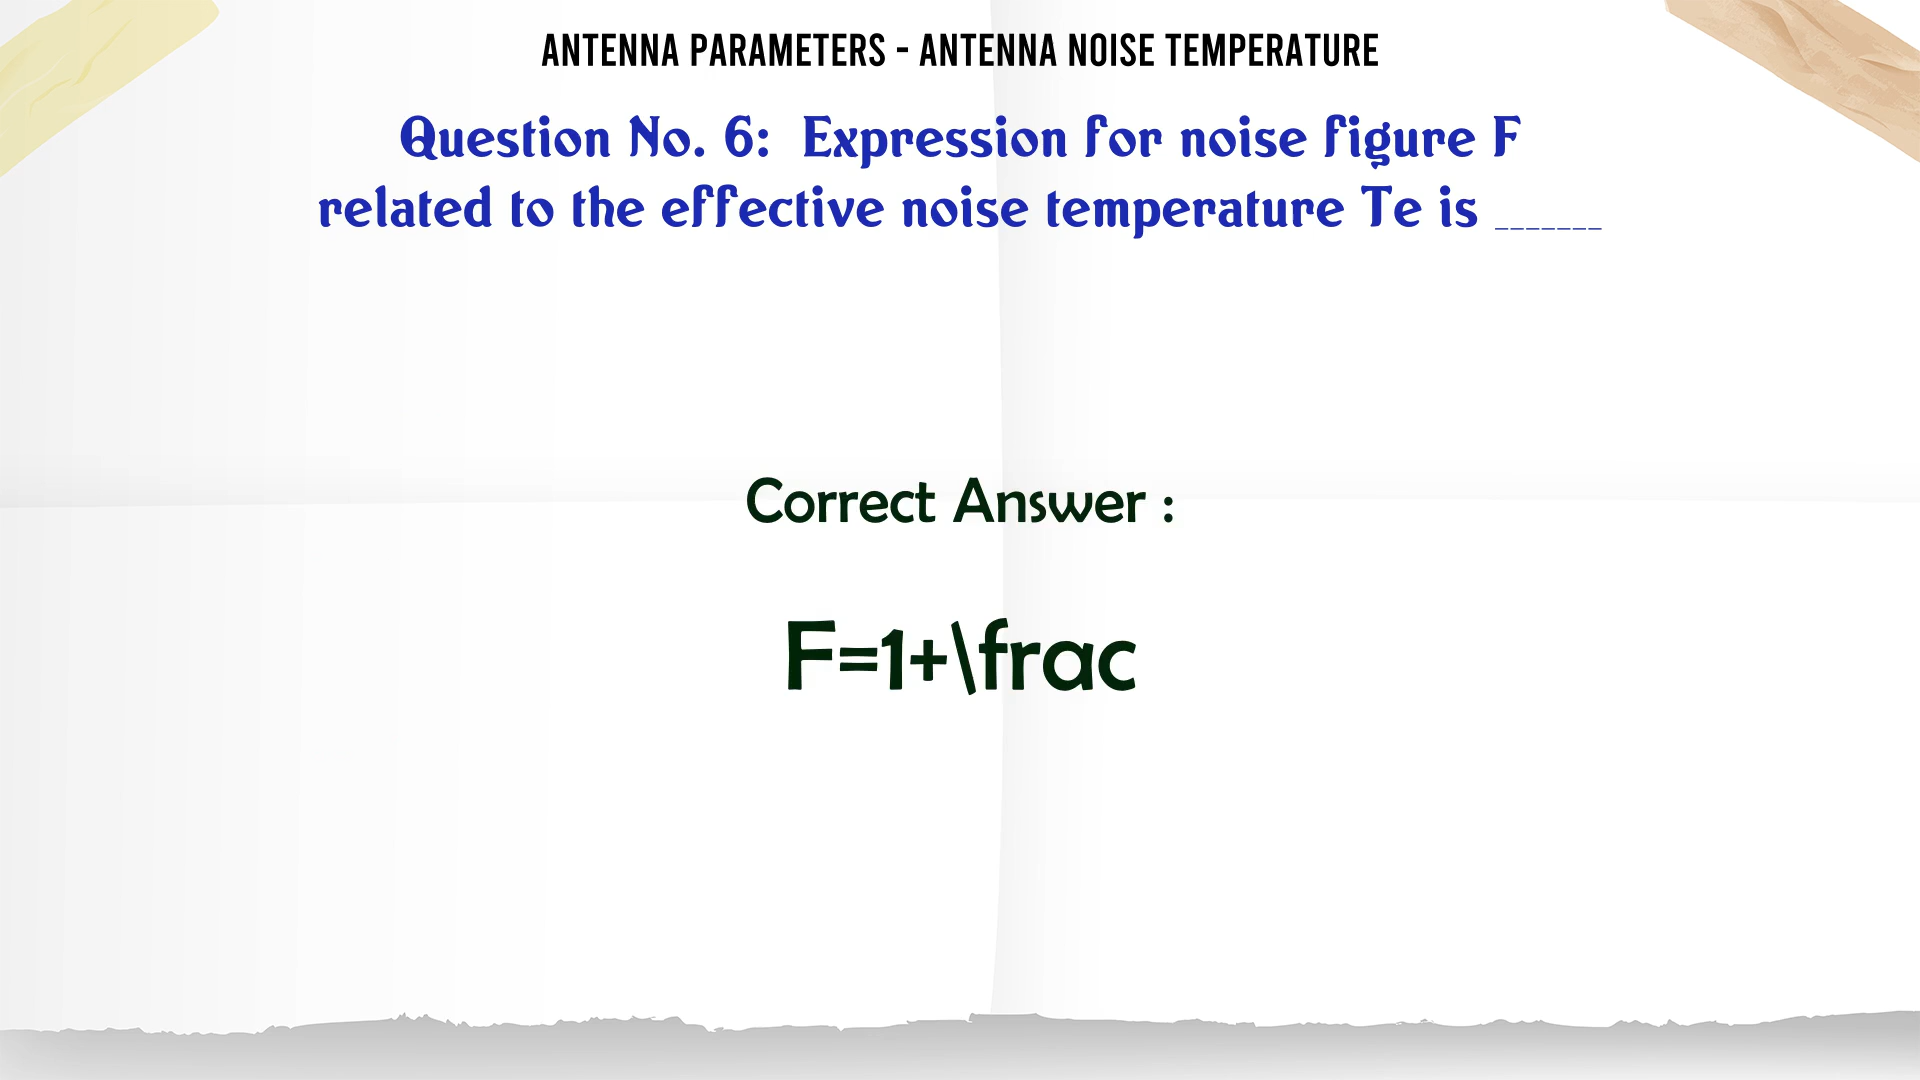 ANTENNA PARAMETERS - ANTENNA NOISE TEMPERATURE
Question No. 6: Expression for noise figure F
related to the effective noise temperature Te is _______
Correct Answer :
F=1+\frac